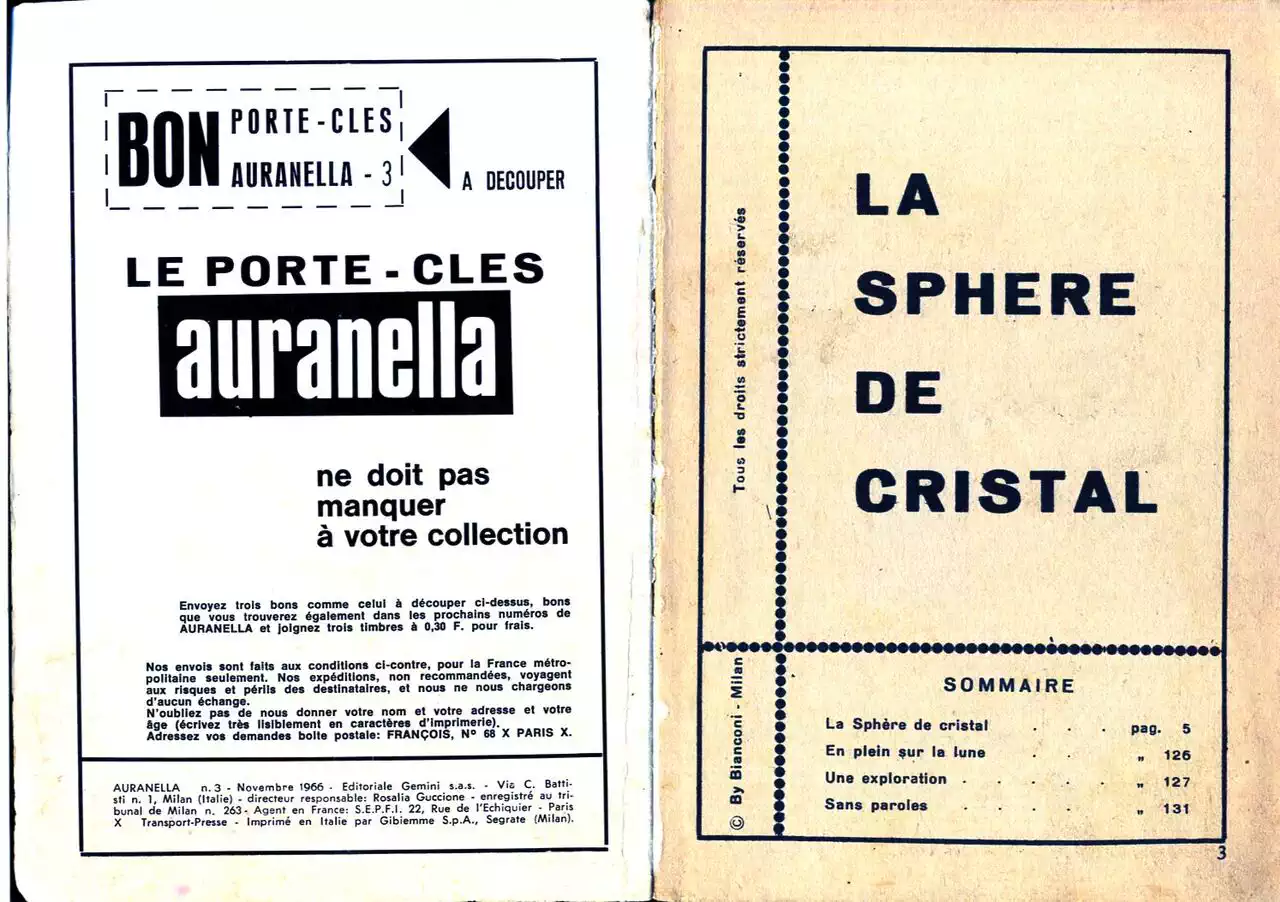 BON PORTE-CLES
AURANELLA - 3
A DECOUPER
LE PORTE-CLES
auranella
ne doit pas
manquer
à votre collection
Envoyez trois bons comme celui à découper ci-dessus, bons
que vous trouverez également dans les prochains numéros de
AURANELLA et joignez trois timbres à 0,30 F. pour frais.
Nos envois sont faits aux conditions ci-contre, pour la France métro-
politaine seulement. Nos expéditions, non recommandées, voyagent
aux risques et périls des destinataires, et nous ne nous chargeons
d'aucun échange.
N'oubliez pas de nous donner votre nom et votre adresse et votre
âge (écrivez très lisiblement en caractères d'imprimerie).
Adressez vos demandes boite postale: FRANÇOIS, N° 68 X PARIS X.
AURANELLA n. 3 - Novembre 1966 - Editoriale Gemini s.a.s. - Via C. Batti-
sti n. 1, Milan (Italie) - directeur responsable: Rosalia Guccione - enregistré au tri-
bunal de Milan n. 263 - Agent en France: S.E.P.F.I. 22, Rue de l'Echiquier - Paris
X Transport-Presse - Imprimé en Italie par Gibiemme S.p.A., Segrate (Milan).
Tous les droits strictement réservés
LA
SPHERE
DE
CRISTAL
© By Bianconi - Milan
SOMMAIRE
La Sphère de cristal . . . pag. 5
En plein sur la lune . . . „ 126
Une exploration . . . . . „ 127
Sans paroles . . . . . „ 131
3